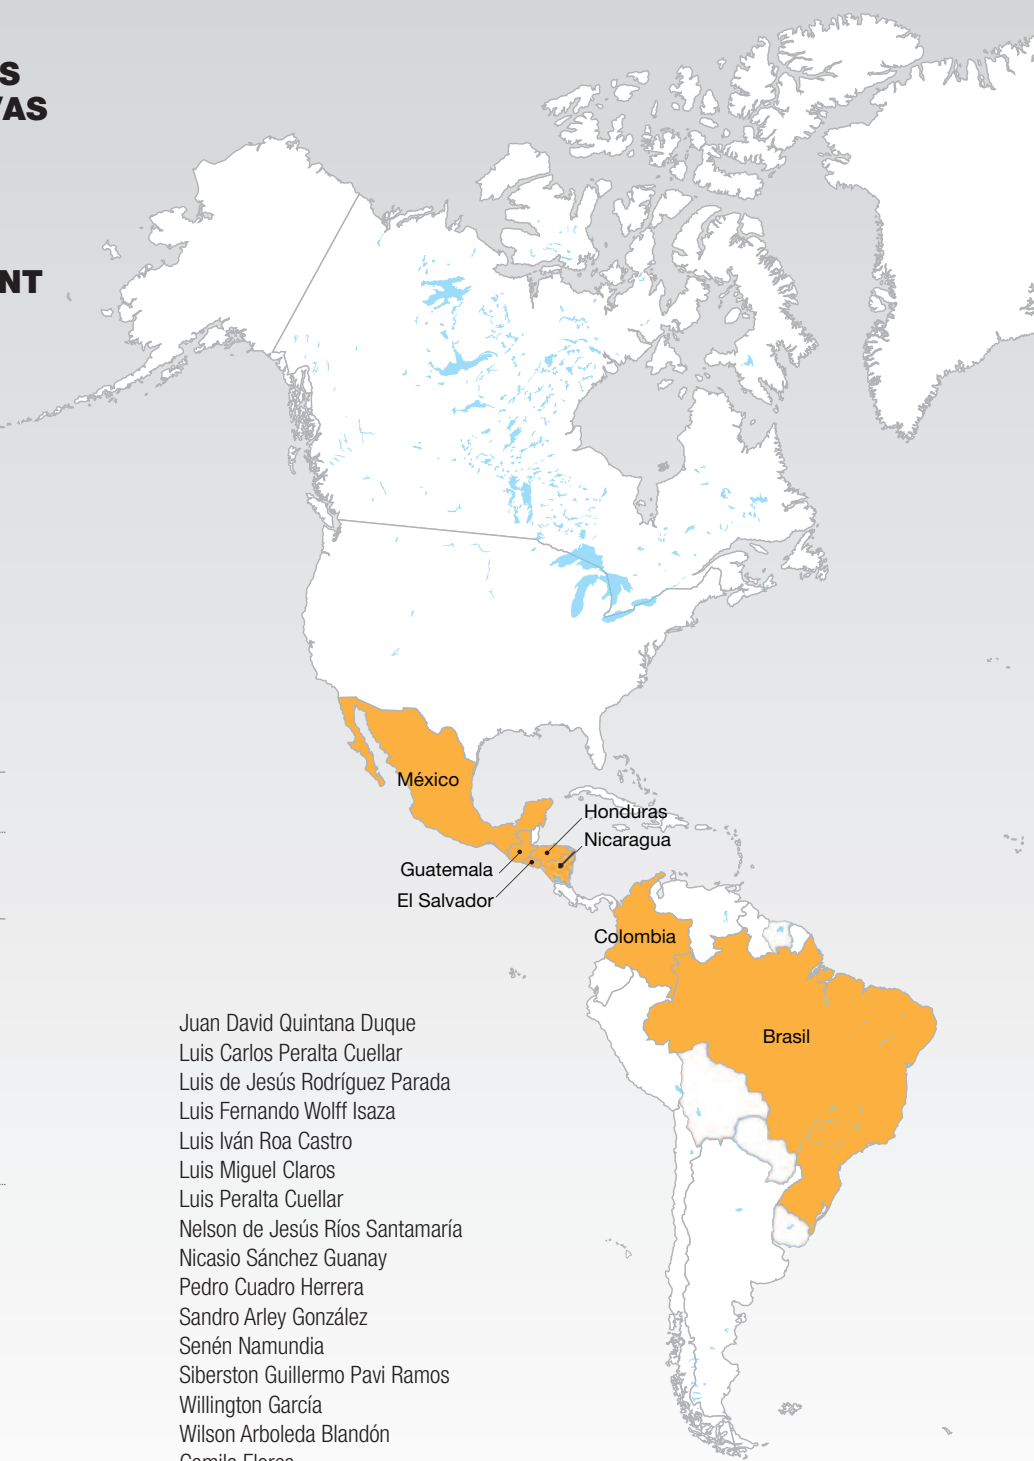 S
AS
NT
México
Honduras
Nicaragua
Guatemala
El Salvador
Colombia
Brasil
Juan David Quintana Duque
Luis Carlos Peralta Cuellar
Luis de Jesús Rodríguez Parada
Luis Fernando Wolff Isaza
Luis Iván Roa Castro
Luis Miguel Claros
Luis Peralta Cuellar
Nelson de Jesús Ríos Santamaría
Nicasio Sánchez Guanay
Pedro Cuadro Herrera
Sandro Arley González
Senén Namundia
Siberston Guillermo Pavi Ramos
Willington García
Wilson Arboleda Blandón